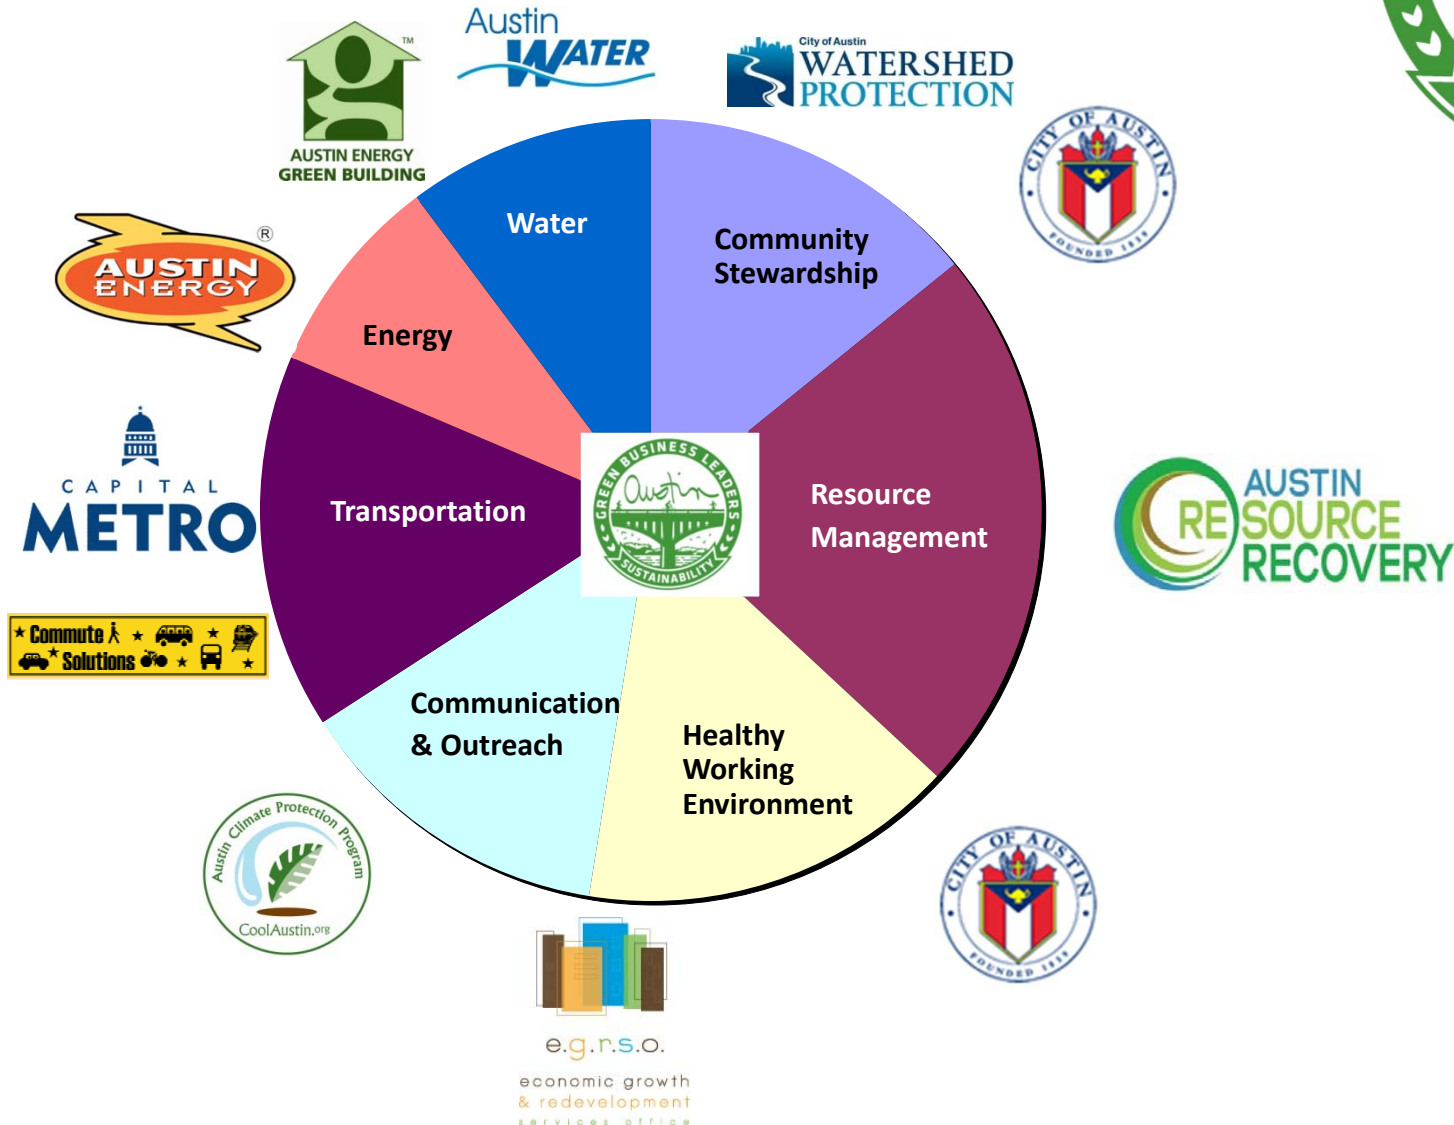 Austin
WATER
City of Austin
WATERSHED
PROTECTION
TM
AUSTIN ENERGY
GREEN BUILDING
CITY OF AUSTIN
FOUNDED 1839
Water
Community
Stewardship
®
AUSTIN
ENERGY
Energy
CAPITAL
METRO
Transportation
GREEN BUSINESS LEADERS
Austin
SUSTAINABILITY
Resource
Management
AUSTIN
RESOURCE
RECOVERY
Commute
Solutions
Communication
& Outreach
Healthy
Working
Environment
Austin Climate Protection Program
CoolAustin.org
CITY OF AUSTIN
FOUNDED 1839
e.g.r.s.o.
economic growth
& redevelopment
services office